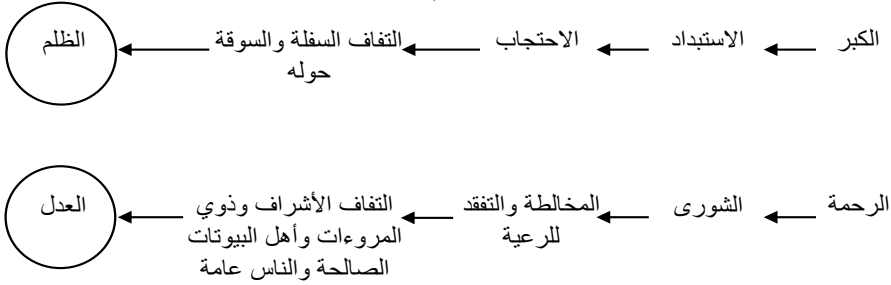 الكبر الاستبداد الاحتجاب التفاف السفلة والسوقة الظلم
حوله
الرحمة الشورى المخالطة والتفقد التفاف الأشراف وذوي العدل
للرعية المروءات وأهل البيوتات
الصالحة والناس عامة